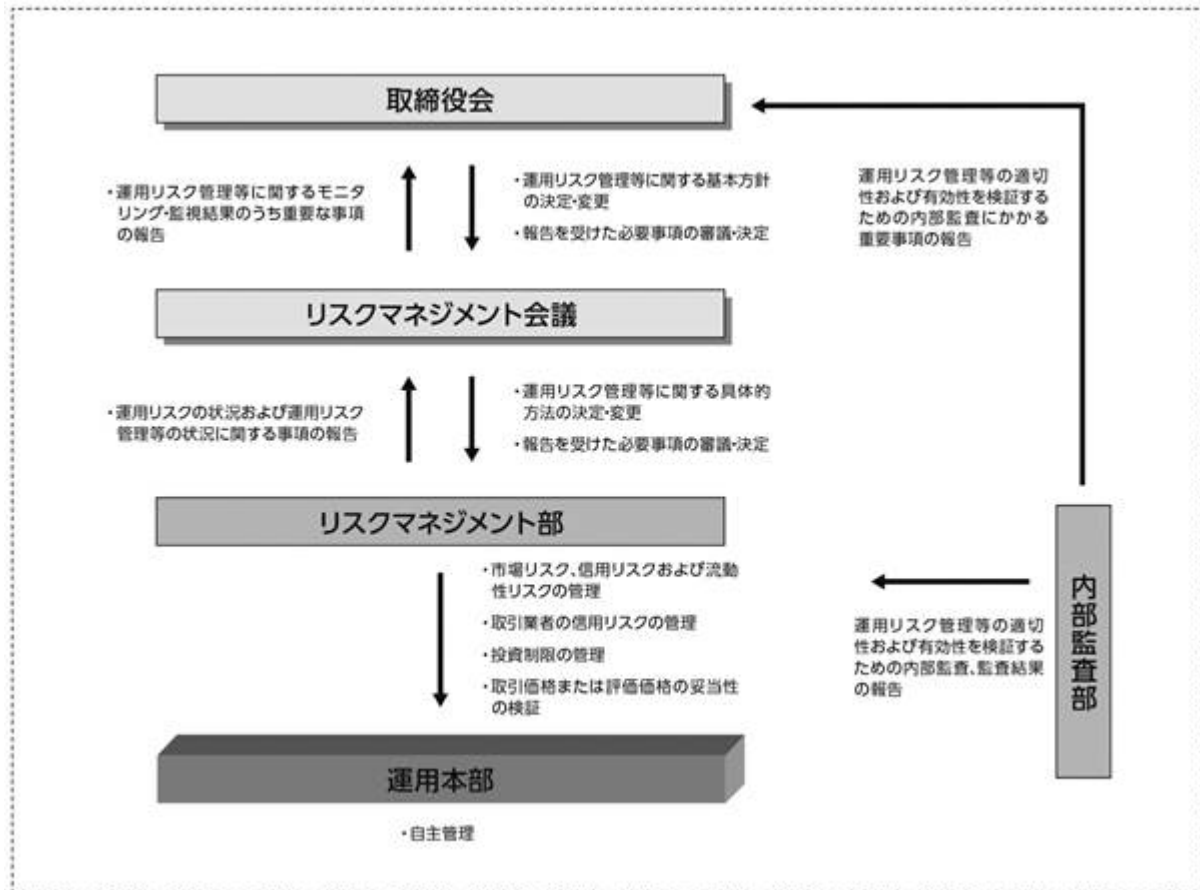 取締役会
・運用リスク管理等に関するモニタ
リング・監視結果のうち重要な事項
の報告
・運用リスク管理等に関する基本方針
の決定・変更
・報告を受けた必要事項の審議・決定
運用リスク管理等の適切
性および有効性を検証する
ための内部監査にかかる
重要事項の報告
リスクマネジメント会議
・運用リスクの状況および運用リスク
管理等の状況に関する事項の報告
・運用リスク管理等に関する具体的
方法の決定・変更
・報告を受けた必要事項の審議・決定
リスクマネジメント部
・市場リスク、信用リスクおよび流動
性リスクの管理
・取引業者の信用リスクの管理
・投資制限の管理
・取引価格または評価価格の妥当性
の検証
運用リスク管理等の適切
性および有効性を検証する
ための内部監査、監査結果
の報告
内部監査部
運用本部
・自主管理